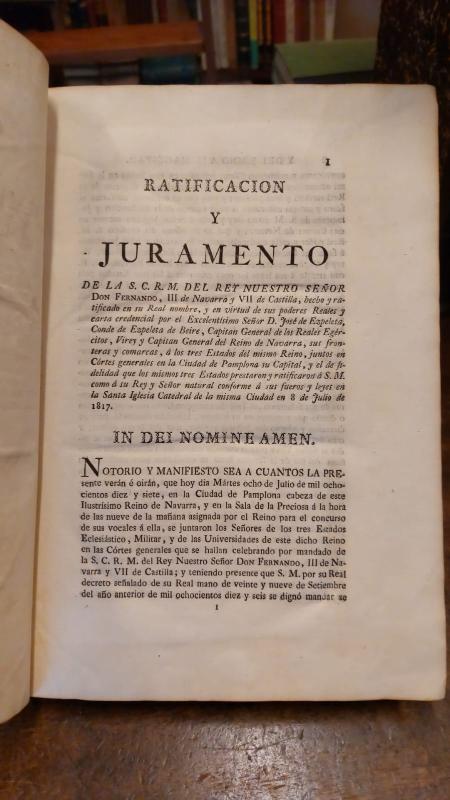 1
RATIFICACION
Y
JURAMENTO
DE LA S. C. R. M. DEL REY NUESTRO SEÑOR
DON FERNANDO, III de Navarra y VII de Castilla, hecho y ra-
tificado en su Real nombre, y en virtud de sus poderes Reales y
carta credencial por el Excelentísimo Señor D. José de Ezpeleta,
Conde de Ezpeleta de Beire, Capitan General de los Reales Egér-
citos, Virey y Capitan General del Reino de Navarra, sus fron-
teras y comarcas, á los tres Estados del mismo Reino, juntos en
Córtes generales en la Ciudad de Pamplona su Capital, y el de fi-
delidad que los mismos tres Estados prestaron y ratificaron á S. M.
como á su Rey y Señor natural conforme á sus fueros y leyes en
la Santa Iglesia Catedral de la misma Ciudad en 8 de Julio de
1817.
IN DEI NOMINE AMEN.
NOTORIO Y MANIFIESTO SEA A CUANTOS LA PRE-
sente verán ó oirán, que hoy dia Mártes ocho de Julio de mil ocho-
cientos diez y siete, en la Ciudad de Pamplona cabeza de este
Ilustrísimo Reino de Navarra, y en la Sala de la Preciosa á la hora
de las nueve de la mañana asignada por el Reino para el concurso
de sus vocales á ella, se juntaron los Señores de los tres Estados
Eclesiástico, Militar, y de las Universidades de este dicho Reino
en las Córtes generales que se hallan celebrando por mandado de
la S. C. R. M. del Rey Nuestro Señor DON FERNANDO, III de Na-
varra y VII de Castilla; y teniendo presente que S. M. por su Real
decreto señalado de su Real mano de veinte y nueve de Setiembre
del año anterior de mil ochocientos diez y seis se dignó mandar se
1